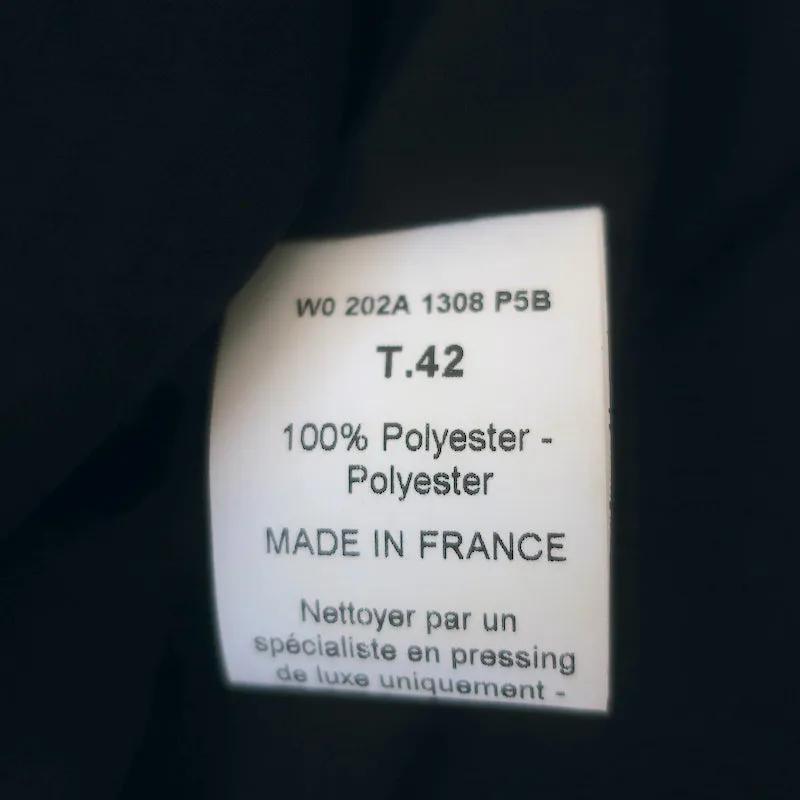 W0 202A 1308 P5B
T.42
100% Polyester -
Polyester
MADE IN FRANCE
Nettoyer par un
spécialiste en pressing
de luxe uniquement -